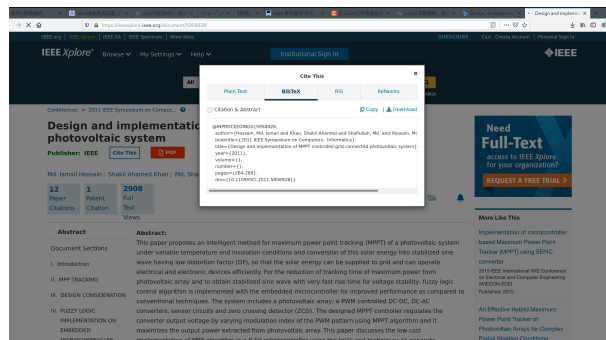 Design and impleme
https://ieeexplore.ieee.org/document/5958928
IEEE.org | IEEE Xplore | IEEE-SA | IEEE Spectrum | More Sites
SUBSCRIBE
Cart Create Account | Personal Sign In
IEEE Xplore®
Browse
My Settings
Help
Institutional Sign In
IEEE
All
Cite This
×
Plain Text
BibTeX
RIS
Refworks
Citation & Abstract
Copy | Download
@INPROCEEDINGS{5958928,
author={Hossain, Md. Ismail and Khan, Shakil Ahamed and Shafiullah, Md. and Hossain, Mo
booktitle={2011 IEEE Symposium on Computers Informatics},
title={Design and implementation of MPPT controlled grid connected photovoltaic system},
year={2011},
volume={},
number={},
pages={284-289},
doi={10.1109/ISCI.2011.5958928}}
Conferences > 2011 IEEE Symposium on Comput...
Design and implementatio
photovoltaic system
Publisher: IEEE
Cite This
PDF
Md. Ismail Hossain ; Shakil Ahamed Khan ; Md. Sha
12
Paper
Citations
1
Patent
Citation
2908
Full
Text
Views
Need
Full-Text
access to IEEE Xplore
for your organization?
REQUEST A FREE TRIAL >
Abstract
Document Sections
I. Introduction
II. MPP TRACKING
III. DESIGN CONSIDERATION
IV. FUZZY LOGIC
IMPLEMENTATION ON
EMBEDDED
MICROCONTROLLER
Abstract:
This paper proposes an intelligent method for maximum power point tracking (MPPT) of a photovoltaic system
under variable temperature and insolation conditions and conversion of this solar energy into stabilized sine
wave having low distortion factor (DF), so that the solar energy can be supplied to grid and can operate
electrical and electronic devices efficiently. For the reduction of tracking time of maximum power from
photovoltaic array and to obtain stabilized sine wave with very fast rise time for voltage stability, fuzzy logic
control algorithm is implemented with the embedded microcontroller for improved performance as compared to
conventional techniques. The system includes a photovoltaic array; a PWM controlled DC-DC, DC-AC
converters, sensor circuits and zero crossing detector (ZCD). The designed MPPT controller regulates the
converter output voltage by varying modulation index of the PWM pattern using MPPT algorithm and it
maximizes the output power extracted from photovoltaic array. This paper discusses the low cost
More Like This
Implementation of microcontroller
based Maximum Power Point
Tracker (MPPT) using SEPIC
converter
2015 IEEE International WIE Conference
on Electrical and Computer Engineering
(WIECON-ECE)
Published: 2015
An Effective Hybrid Maximum
Power Point Tracker of
Photovoltaic Arrays for Complex
Partial Shading Conditions